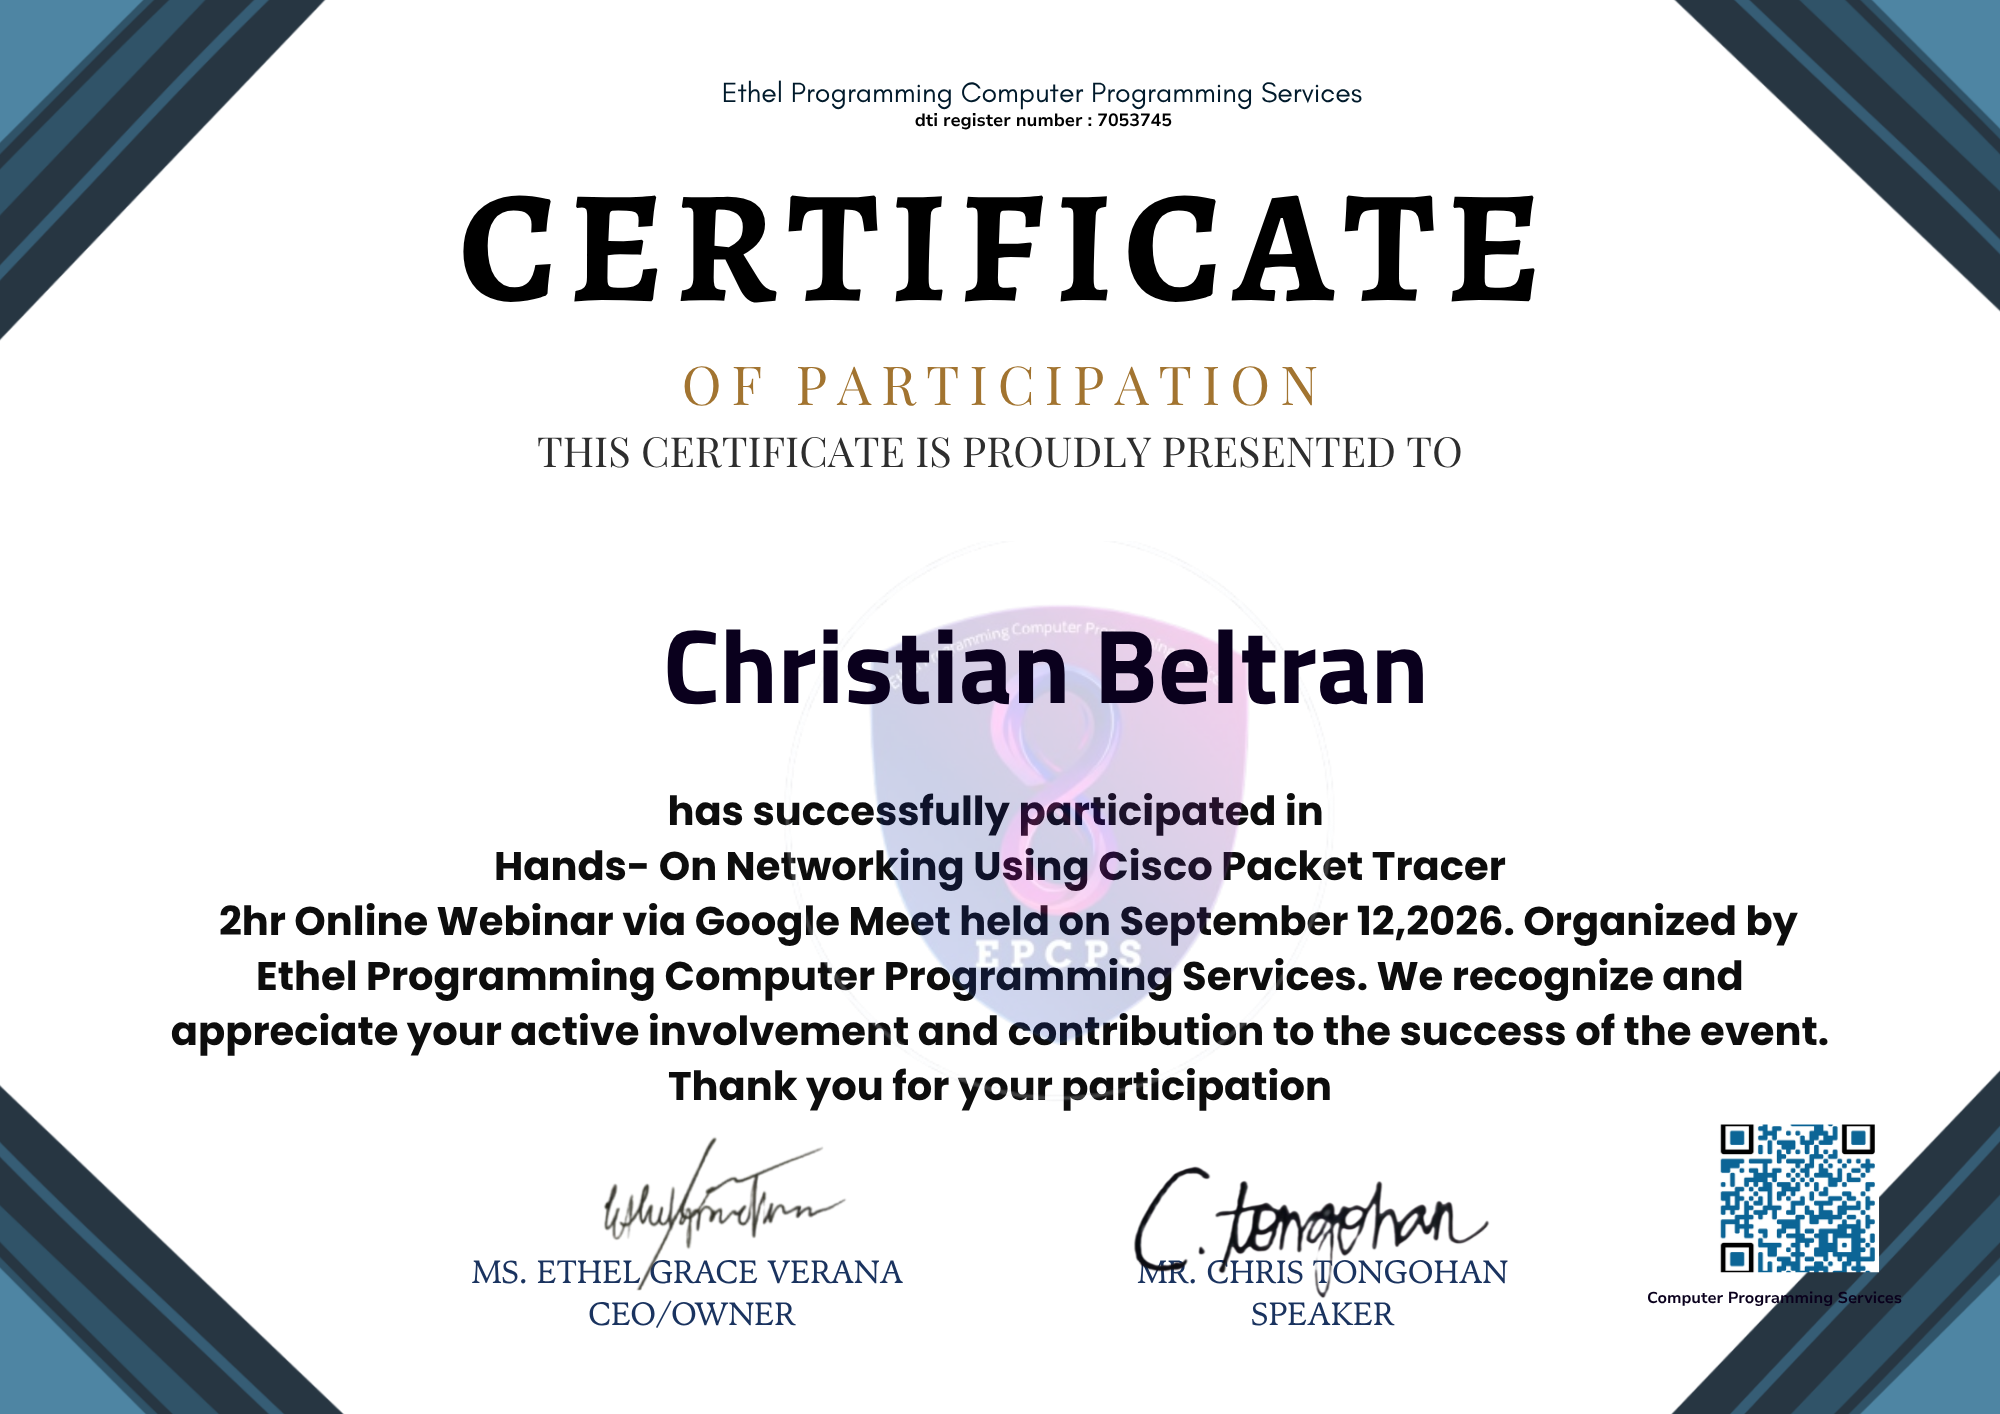 Ethel Programming Computer Programming Services
dti register number : 7053745
CERTIFICATE
OF PARTICIPATION
THIS CERTIFICATE IS PROUDLY PRESENTED TO
Christian Beltran
has successfully participated in
Hands- On Networking Using Cisco Packet Tracer
2hr Online Webinar via Google Meet held on September 12,2026. Organized by
EPCPS
Ethel Programming Computer Programming Services. We recognize and
appreciate your active involvement and contribution to the success of the event.
Thank you for your participation
C. tongohan
MS. ETHEL GRACE VERANA
CEO/OWNER
MR. CHRIS TONGOHAN
SPEAKER
Computer Programming Services